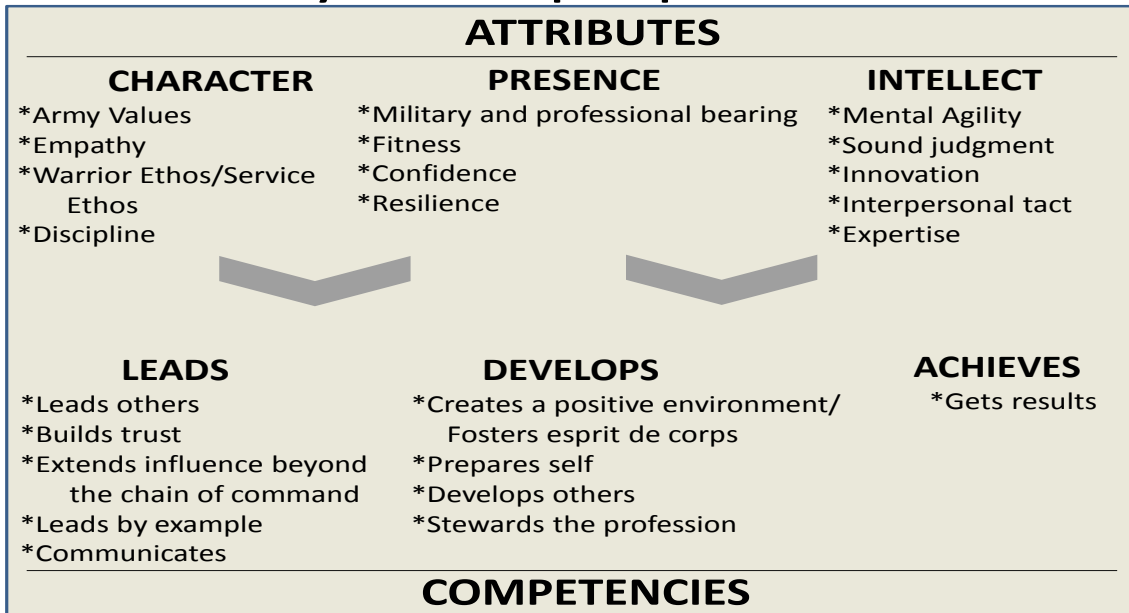 ATTRIBUTES
CHARACTER
*Army Values
*Empathy
*Warrior Ethos/Service
Ethos
*Discipline
PRESENCE
*Military and professional bearing
*Fitness
*Confidence
*Resilience
INTELLECT
*Mental Agility
*Sound judgment
*Innovation
*Interpersonal tact
*Expertise
LEADS
*Leads others
*Builds trust
*Extends influence beyond
the chain of command
*Leads by example
*Communicates
DEVELOPS
*Creates a positive environment/
Fosters esprit de corps
*Prepares self
*Develops others
*Stewards the profession
ACHIEVES
*Gets results
COMPETENCIES